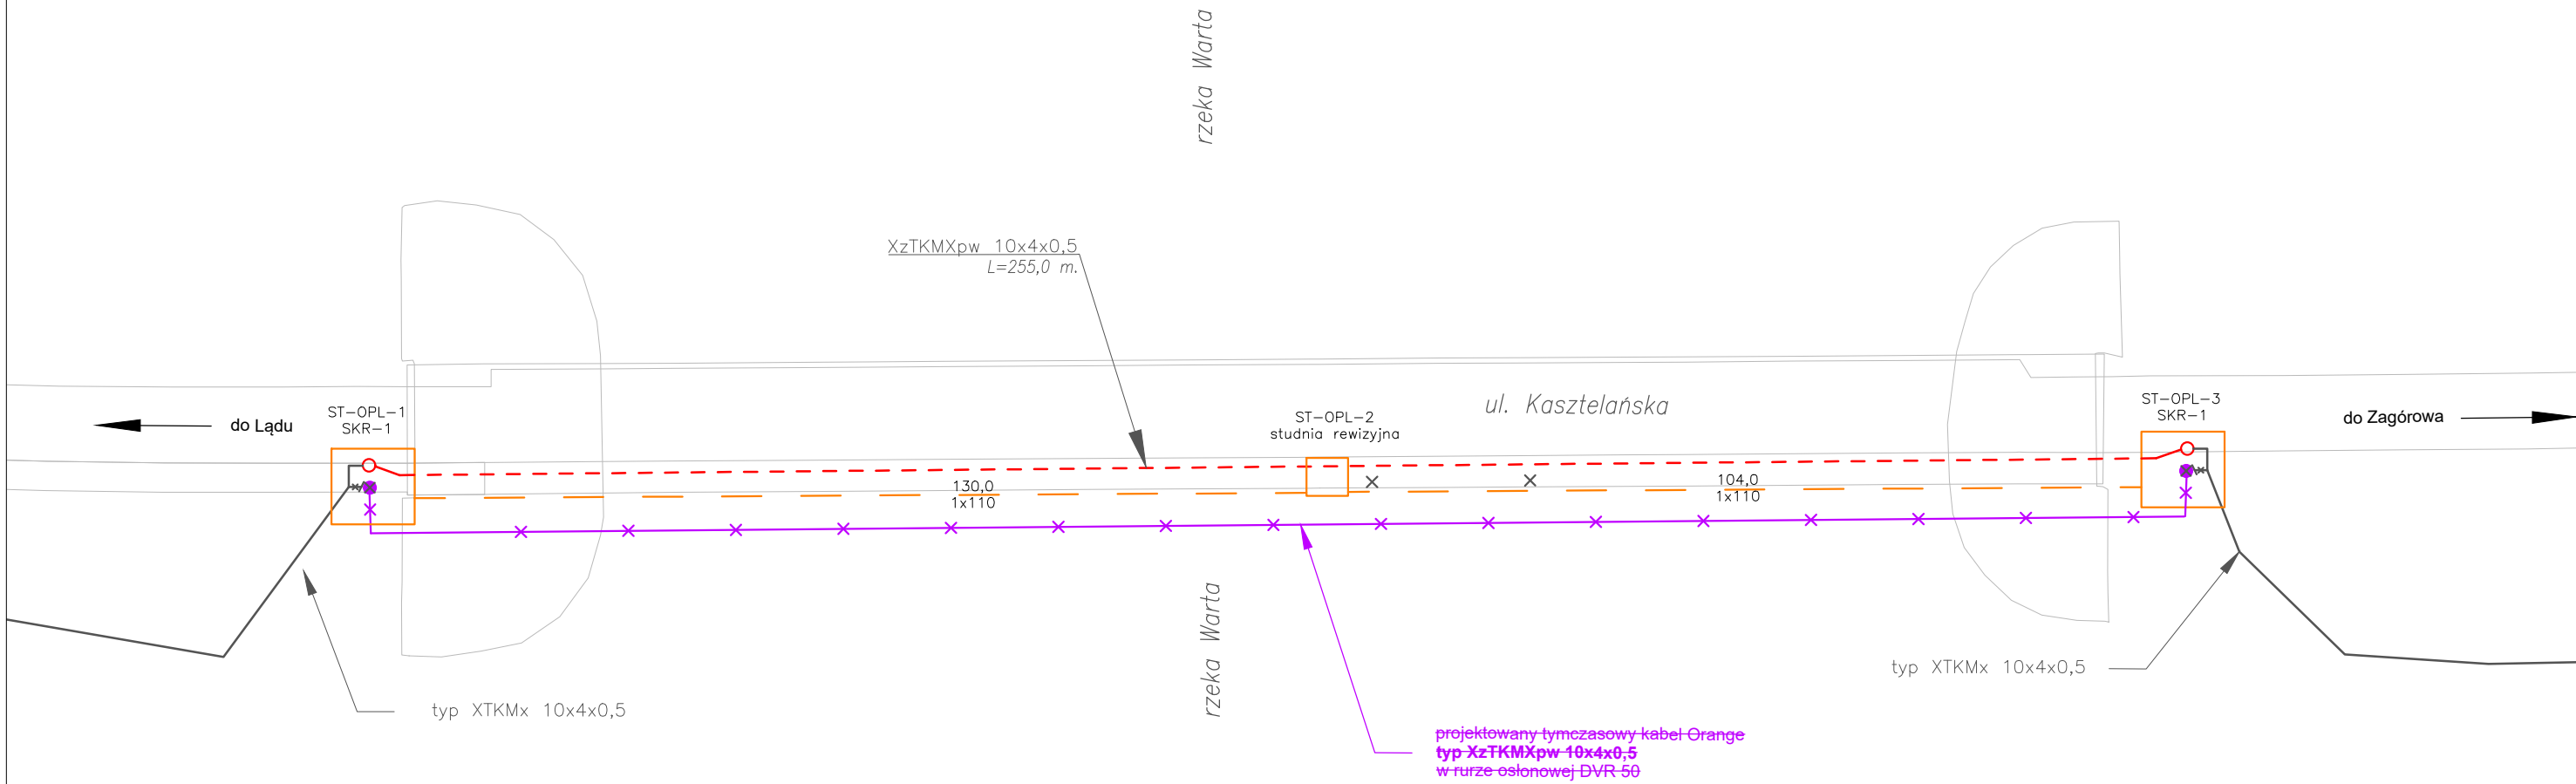 rzeka Warta
XzTKMXpw 10x4x0,5
L=255,0 m.
ul. Kasztelańska
do Lądu
ST-OPL-1
SKR-1
ST-OPL-2
studnia rewizyjna
ST-OPL-3
SKR-1
do Zagórowa
130,0
1x110
104,0
1x110
rzeka Warta
typ XTKMx 10x4x0,5
typ XTKMx 10x4x0,5
projektowany tymczasowy kabel Orange
typ XzTKMXpw 10x4x0,5
w rurze osłonowej DVR 50